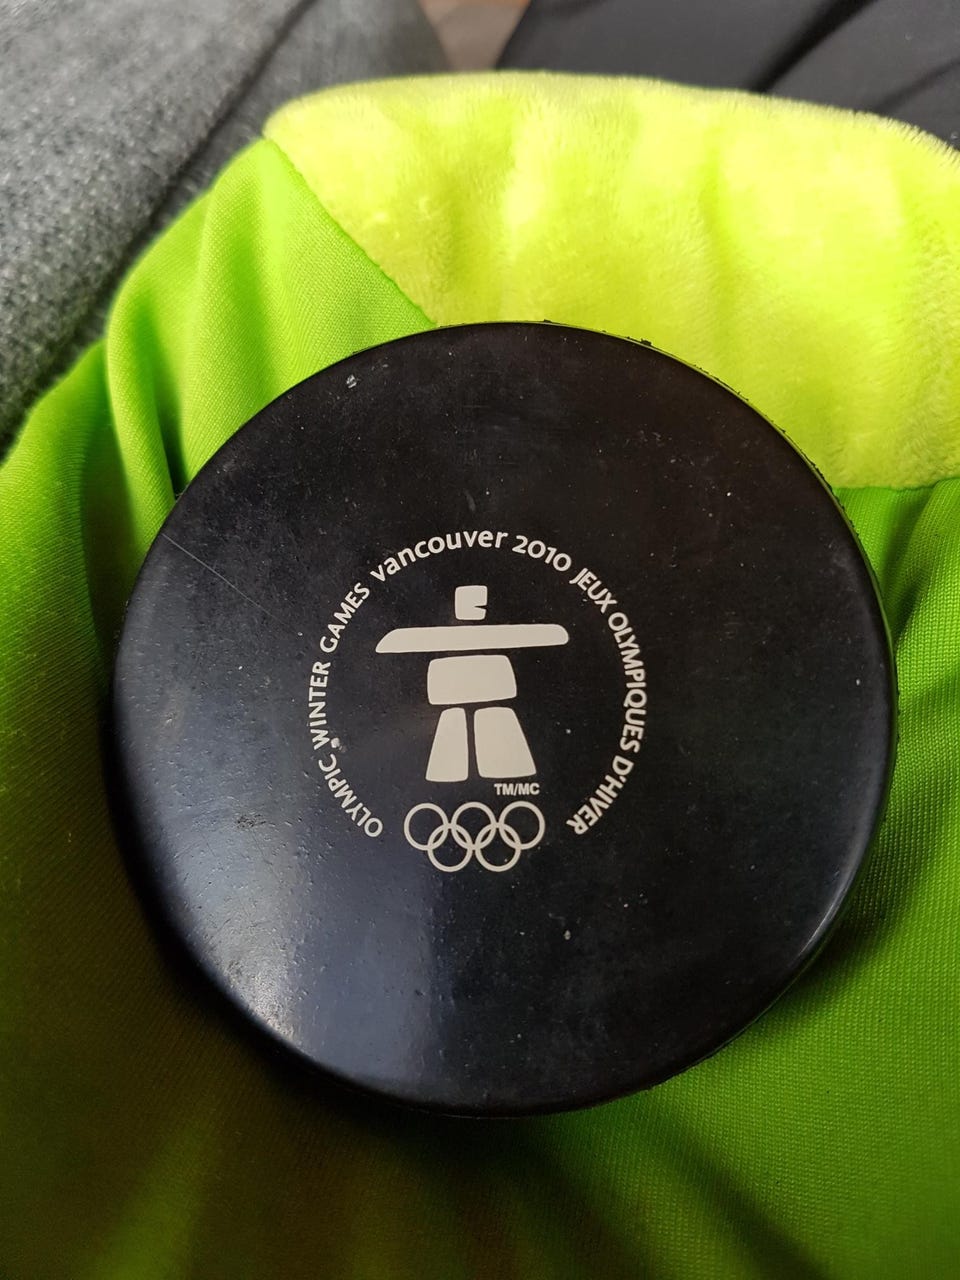 OLYMPIC WINTER GAMES vancouver 2010 JEUX OLYMPIQUES D'HIVER
TM/MC